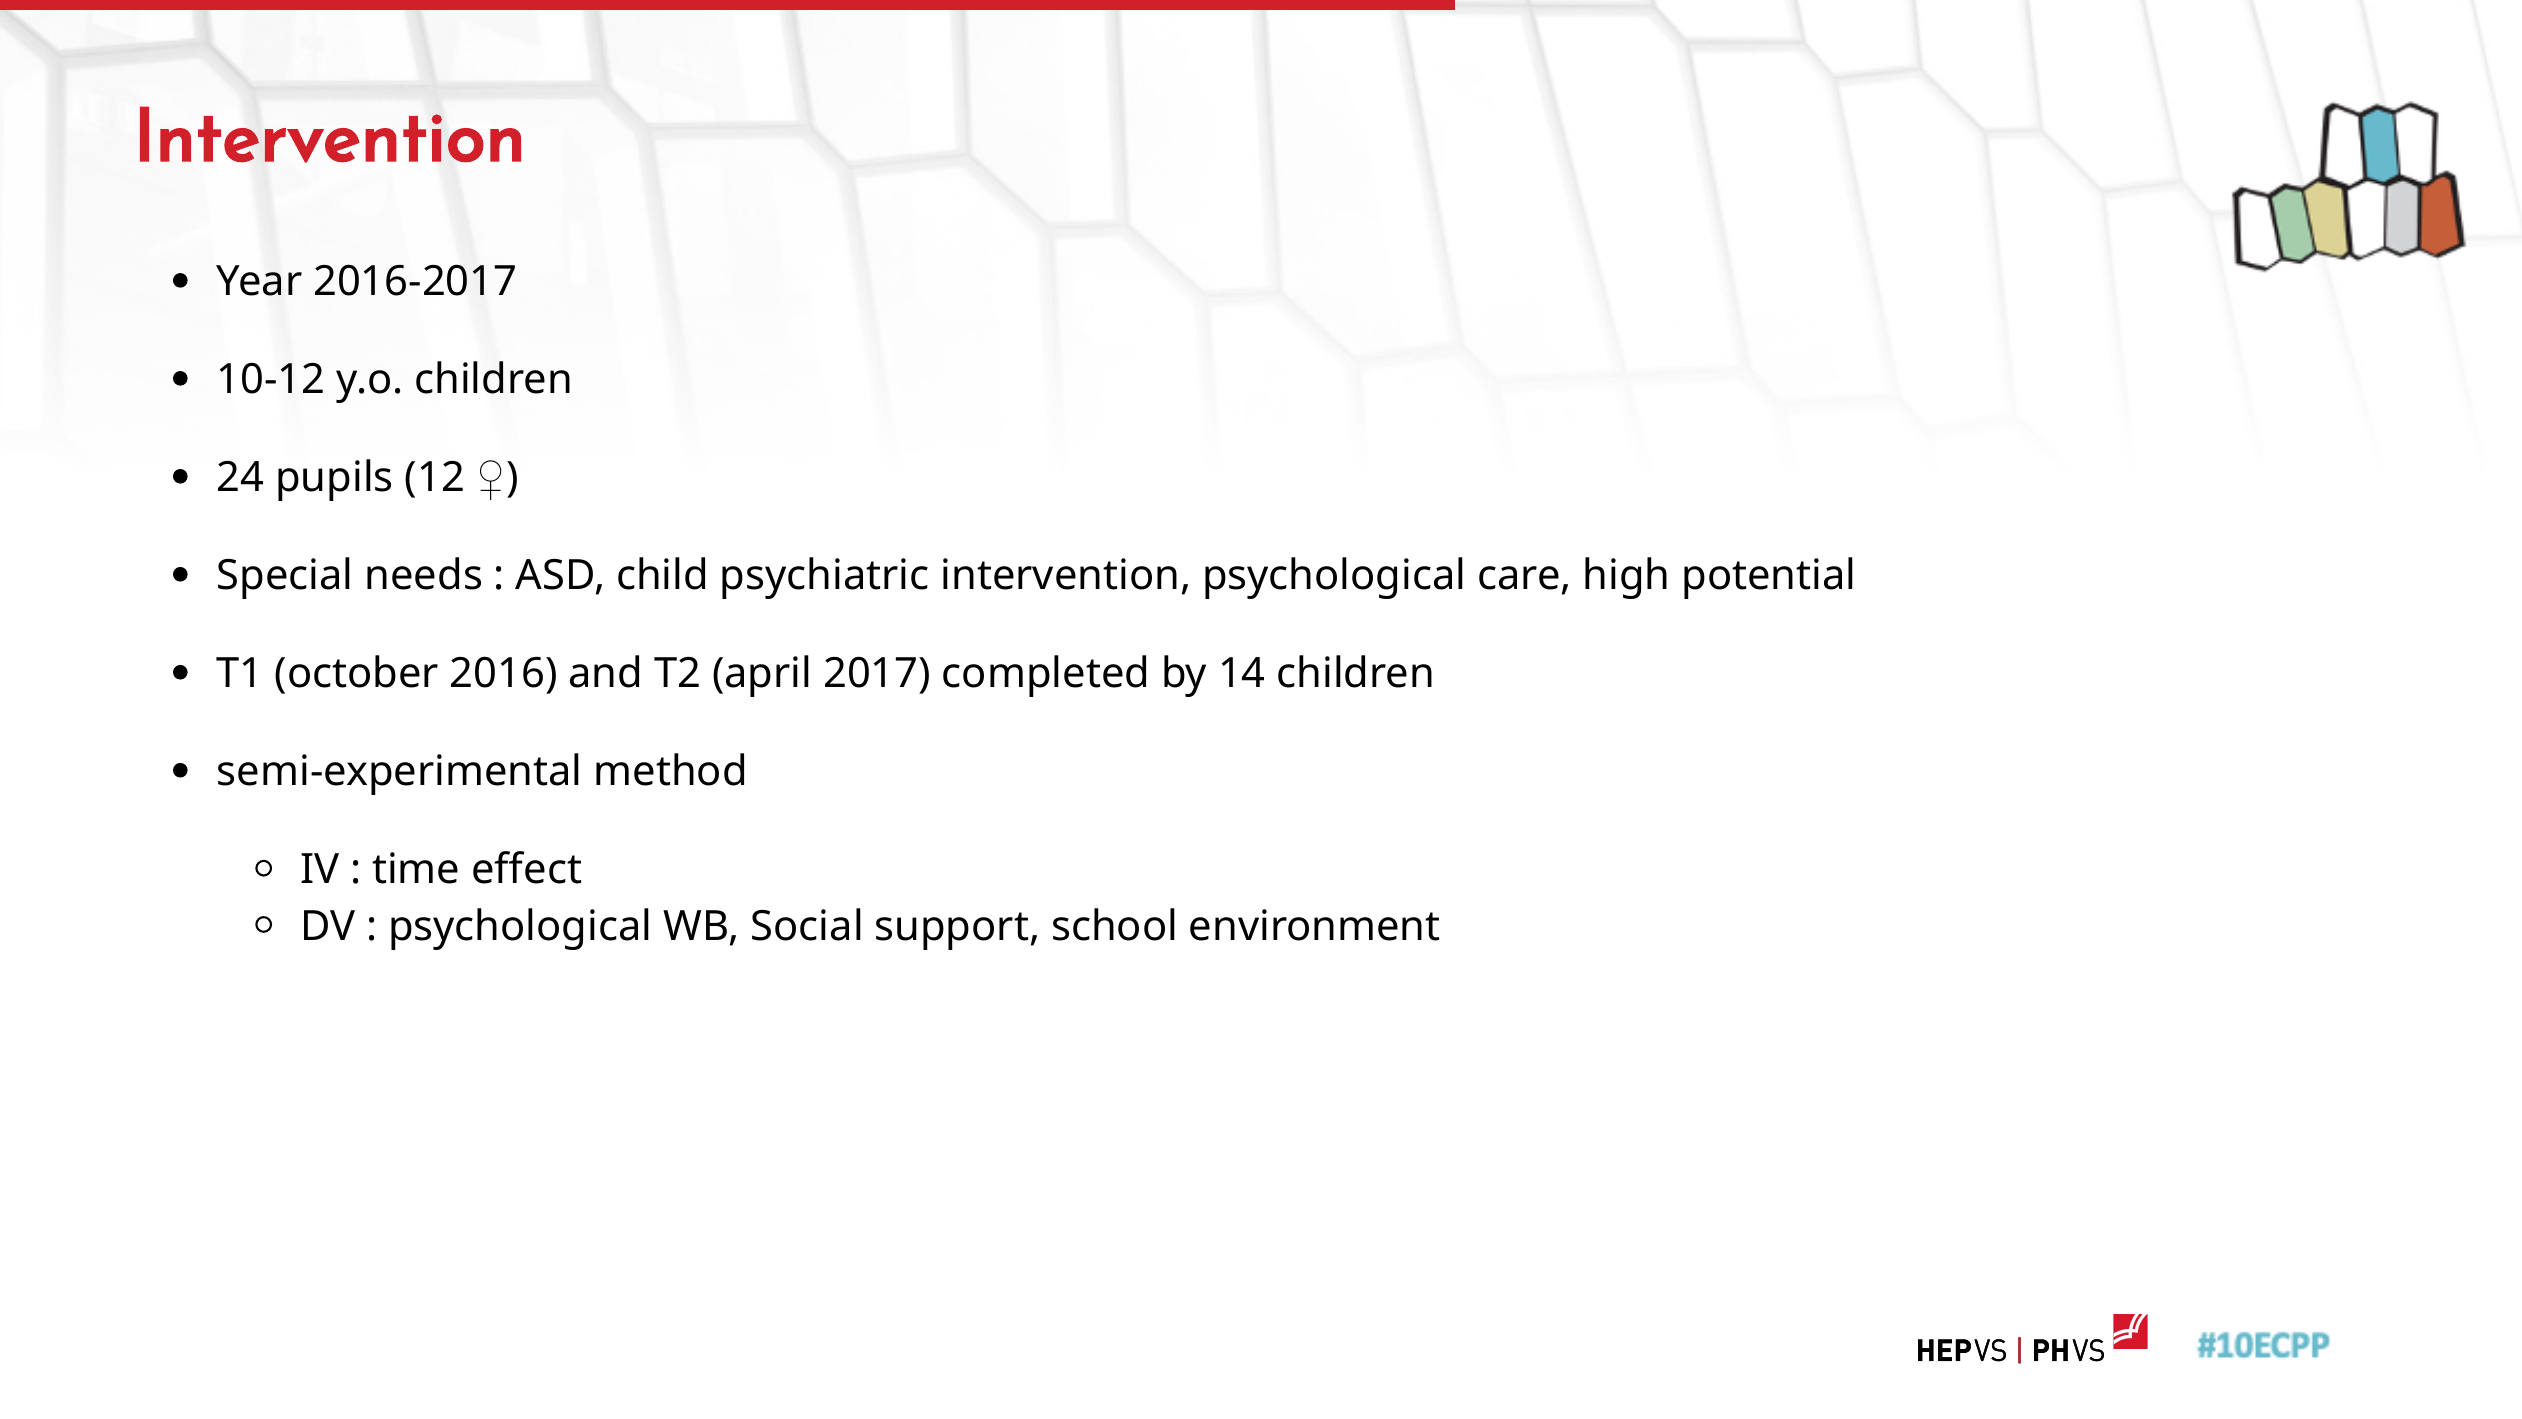 Intervention
Year 2016-2017
10-12 y.o. children
24 pupils (12 ♀)
Special needs : ASD, child psychiatric intervention, psychological care, high potential
T1 (october 2016) and T2 (april 2017) completed by 14 children
semi-experimental method
IV : time effect
DV : psychological WB, Social support, school environment
HEPVS | PHVS
#10ECPP